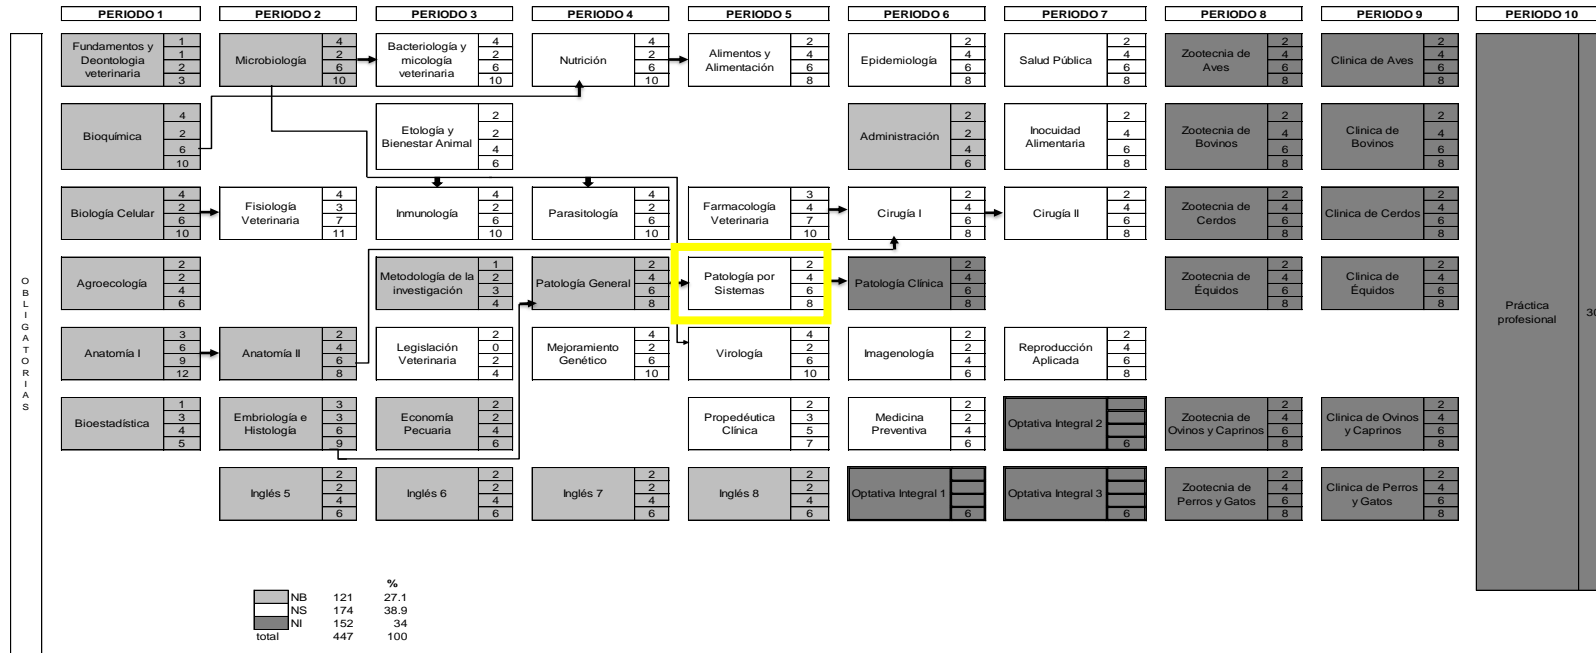 PERIODO 1
PERIODO 2
PERIODO 3
PERIODO 4
PERIODO 5
PERIODO 6
PERIODO 7
PERIODO 8
PERIODO 9
PERIODO 10
OBLIGATORIAS
Fundamentos y
Deontologia
veterinaria
1
1
2
3
Microbiología
4
2
6
10
Bacteriología y
micología
veterinaria
4
2
6
10
Nutrición
4
2
6
10
Alimentos y
Alimentación
2
4
6
8
Epidemiología
2
4
6
8
Salud Pública
2
4
6
8
Zootecnia de
Aves
2
4
6
8
Clinica de Aves
2
4
6
8
Bioquímica
4
2
6
10
Etología y
Bienestar Animal
2
2
4
6
Administración
2
2
4
6
Inocuidad
Alimentaria
2
4
6
8
Zootecnia de
Bovinos
2
4
6
8
Clinica de
Bovinos
2
4
6
8
Biología Celular
4
2
6
10
Fisiología
Veterinaria
4
3
7
11
Inmunología
4
2
6
10
Parasitología
4
2
6
10
Farmacología
Veterinaria
3
4
7
10
Cirugía I
2
4
6
8
Cirugía II
2
4
6
8
Zootecnia de
Cerdos
2
4
6
8
Clinica de Cerdos
2
4
6
8
Agroecología
2
2
4
6
Metodología de la
investigación
1
2
3
4
Patología General
2
4
6
8
Patología por
Sistemas
2
4
6
8
Patología Clínica
2
4
6
8
Zootecnia de
Équidos
2
4
6
8
Clinica de
Équidos
2
4
6
8
Práctica
profesional
30
Anatomía I
3
6
9
12
Anatomía II
2
4
6
8
Legislación
Veterinaria
2
0
2
4
Mejoramiento
Genético
4
2
6
10
Virología
4
2
6
10
Imagenología
2
2
4
6
Reproducción
Aplicada
2
4
6
8
Bioestadística
1
3
4
5
Embriología e
Histología
3
3
6
9
Economía
Pecuaria
2
2
4
6
Propedéutica
Clínica
2
3
5
7
Medicina
Preventiva
2
2
4
6
Optativa Integral 2
6
Zootecnia de
Ovinos y Caprinos
2
4
6
8
Clinica de Ovinos
y Caprinos
2
4
6
8
Inglés 5
2
2
4
6
Inglés 6
2
2
4
6
Inglés 7
2
2
4
6
Inglés 8
2
2
4
6
Optativa Integral 1
6
Optativa Integral 3
6
Zootecnia de
Perros y Gatos
2
4
6
8
Clinica de Perros
y Gatos
2
4
6
8
%
NB 121 27.1
NS 174 38.9
NI 152 34
total 447 100